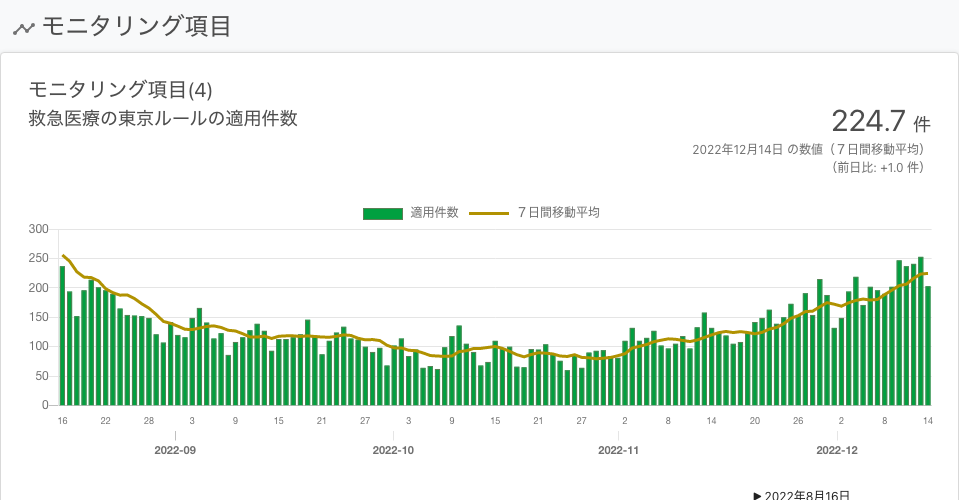 モニタリング項目
モニタリング項目(4)
救急医療の東京ルールの適用件数
224.7 件
2022年12月14日 の数値（７日間移動平均）
（前日比: +1.0 件）
適用件数 ７日間移動平均
300
250
200
150
100
50
0
16 22 28 3 9 15 21 27 3 9 15 21 27 2 8 14 20 26 2 8 14
2022-09 2022-10 2022-11 2022-12
▶ 2022年8月16日